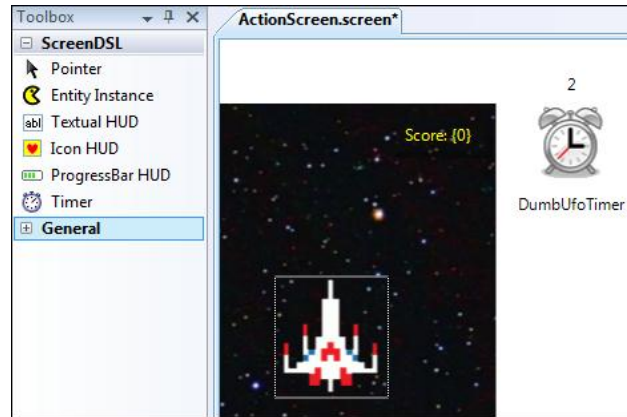 Toolbox
ScreenDSL
Pointer
Entity Instance
abl Textual HUD
Icon HUD
ProgressBar HUD
Timer
General
ActionScreen.screen*
Score: {0}
2
DumbUfoTimer